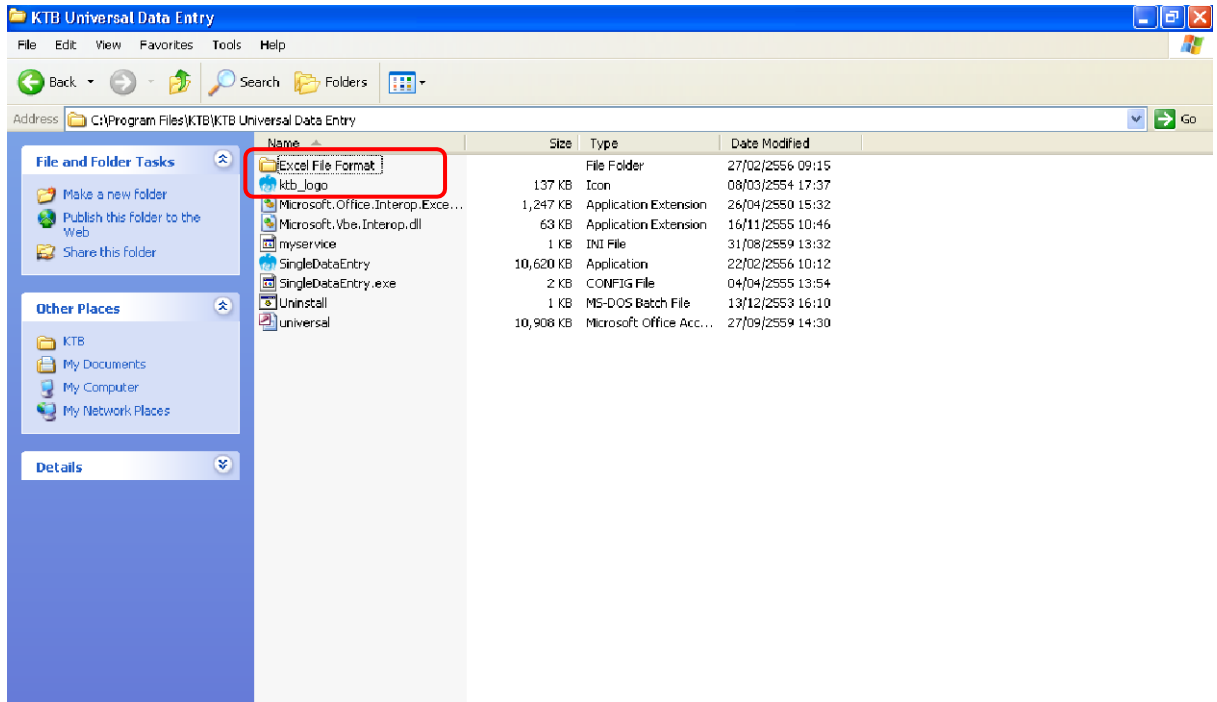 KTB Universal Data Entry
File Edit View Favorites Tools Help
Back Search Folders
Address C:\Program Files\KTB\KTB Universal Data Entry Go
File and Folder Tasks
Make a new folder
Publish this folder to the
Web
Share this folder
Other Places
KTB
My Documents
My Computer
My Network Places
Details
Name Size Type Date Modified
Excel File Format File Folder 27/02/2556 09:15
ktb_logo 137 KB Icon 08/03/2554 17:37
Microsoft.Office.Interop.Exce... 1,247 KB Application Extension 26/04/2550 15:32
Microsoft.Vbe.Interop.dll 63 KB Application Extension 16/11/2555 10:46
myservice 1 KB INI File 31/08/2559 13:32
SingleDataEntry 10,620 KB Application 22/02/2556 10:12
SingleDataEntry.exe 2 KB CONFIG File 04/04/2555 13:54
Uninstall 1 KB MS-DOS Batch File 13/12/2553 16:10
universal 10,908 KB Microsoft Office Acc... 27/09/2559 14:30